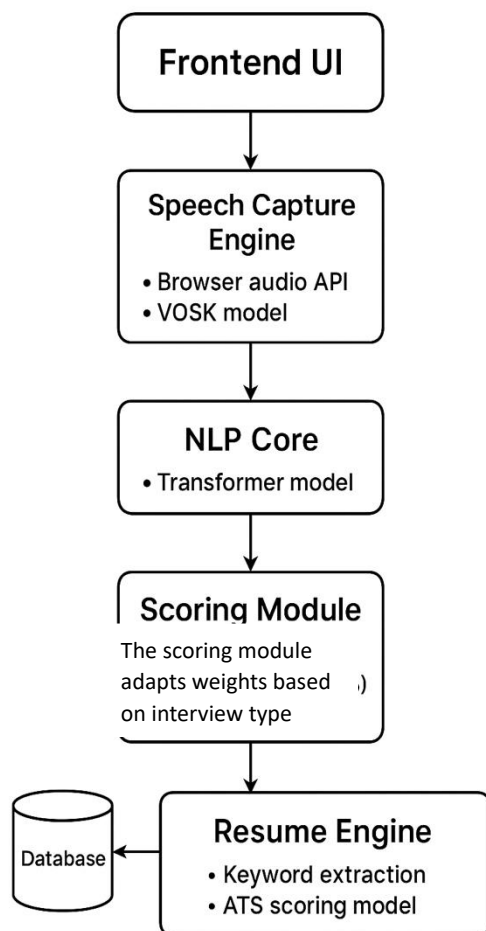 Frontend UI
Speech Capture
Engine
• Browser audio API
• VOSK model
NLP Core
• Transformer model
Scoring Module
The scoring module
adapts weights based
on interview type
Resume Engine
• Keyword extraction
• ATS scoring model
Database